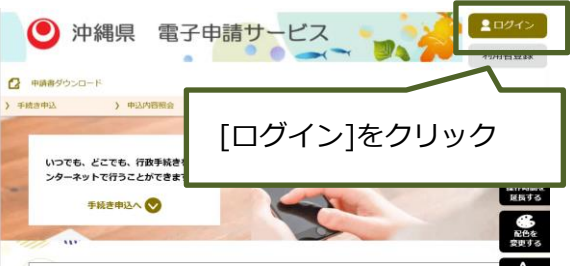 沖縄県 電子申請サービス
ログイン
利用者登録
申請書ダウンロード
手続き申込
申込内容照会
[ログイン]をクリック
いつでも、どこでも、行政手続き
ンターネットで行うことができます
手続き申込へ
延長する
配色を
変更する